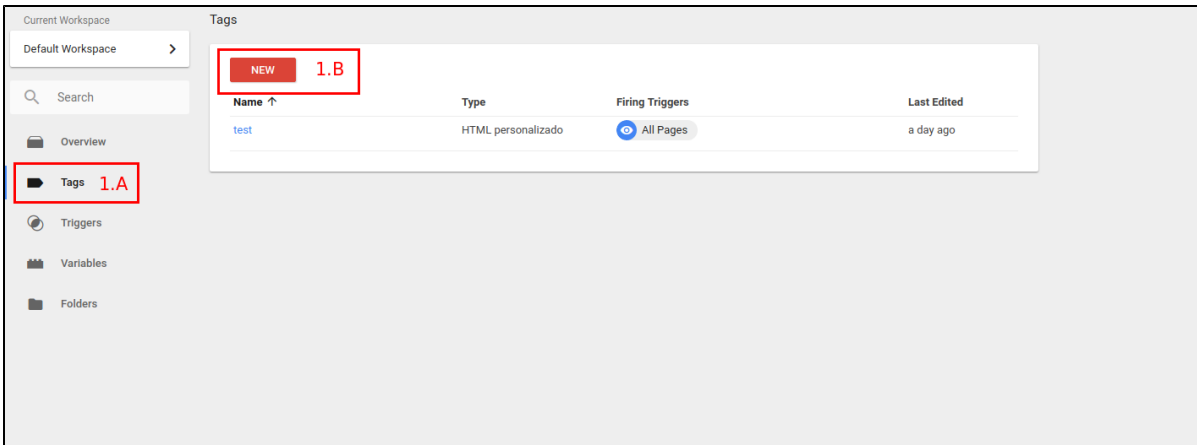 Current Workspace
Default Workspace
Search
Overview
Tags 1.A
Triggers
Variables
Folders
Tags
NEW 1.B
Name Type Firing Triggers Last Edited
test HTML personalizado All Pages a day ago